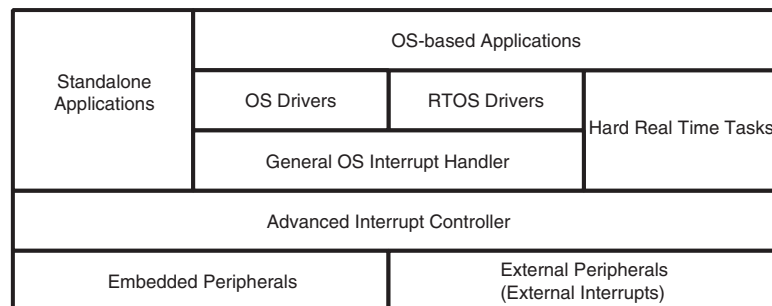 OS-based Applications
Standalone
Applications
OS Drivers
RTOS Drivers
Hard Real Time Tasks
General OS Interrupt Handler
Advanced Interrupt Controller
Embedded Peripherals
External Peripherals
(External Interrupts)